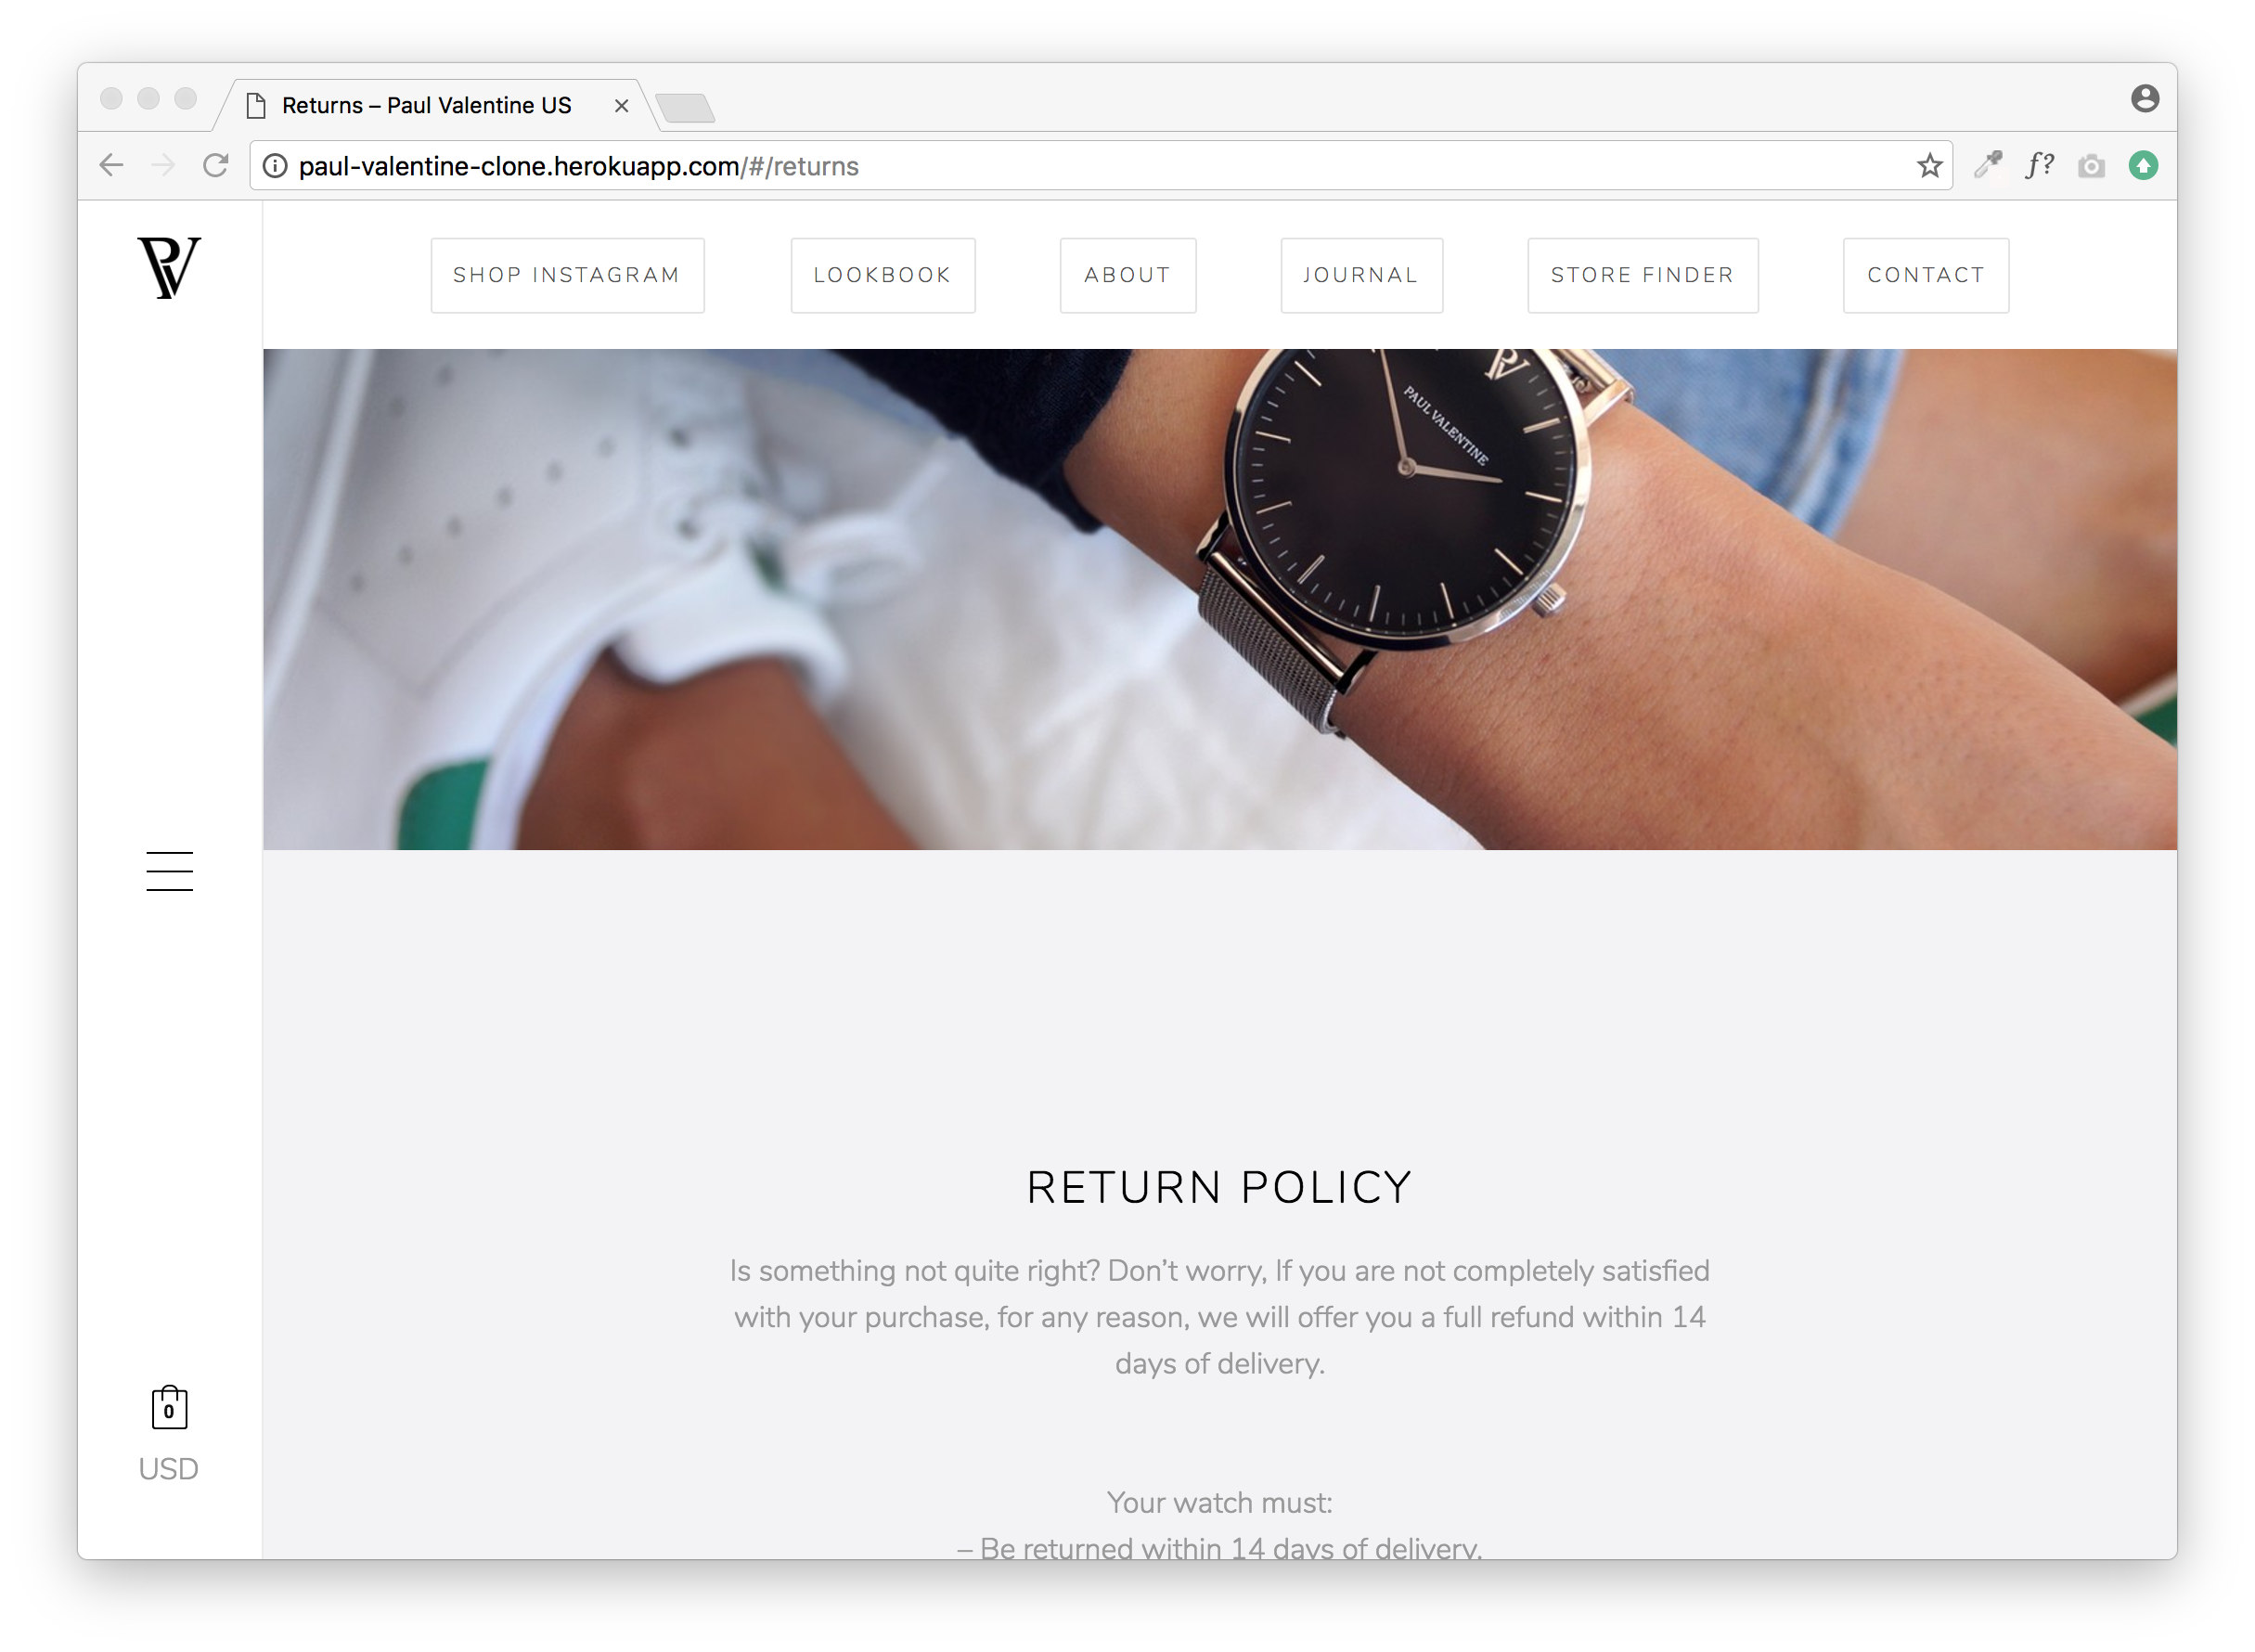 Returns – Paul Valentine US
paul-valentine-clone.herokuapp.com/#/returns
f?
PV
SHOP INSTAGRAM
LOOKBOOK
ABOUT
JOURNAL
STORE FINDER
CONTACT
PV
PAUL VALENTINE
RETURN POLICY
Is something not quite right? Don’t worry, If you are not completely satisfied
with your purchase, for any reason, we will offer you a full refund within 14
days of delivery.
0
USD
Your watch must:
– Be returned within 14 days of delivery.